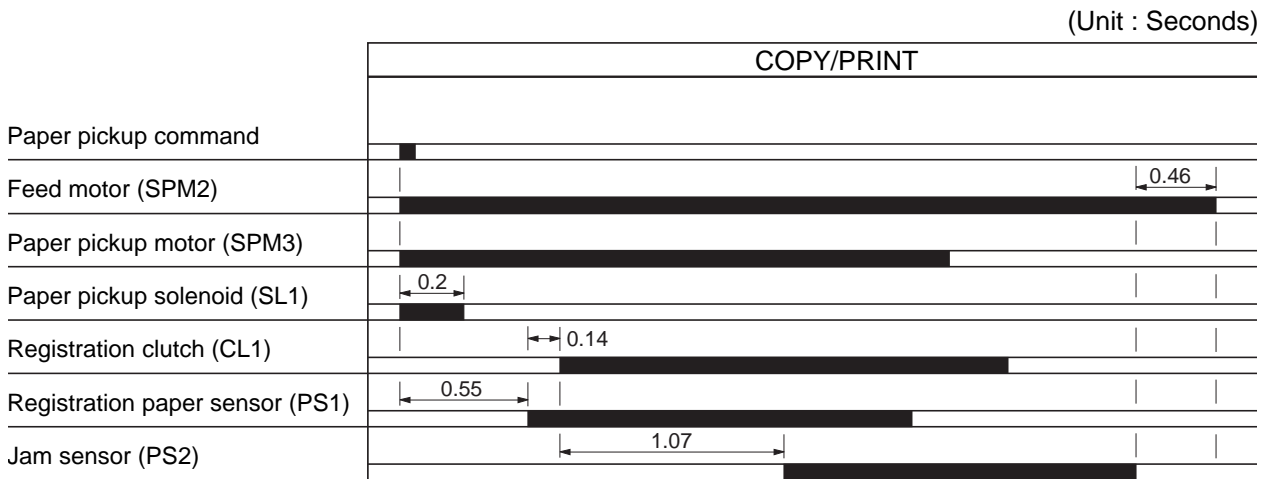 (Unit : Seconds)
COPY/PRINT
Paper pickup command
Feed motor (SPM2)
0.46
Paper pickup motor (SPM3)
Paper pickup solenoid (SL1)
0.2
Registration clutch (CL1)
0.14
Registration paper sensor (PS1)
0.55
Jam sensor (PS2)
1.07